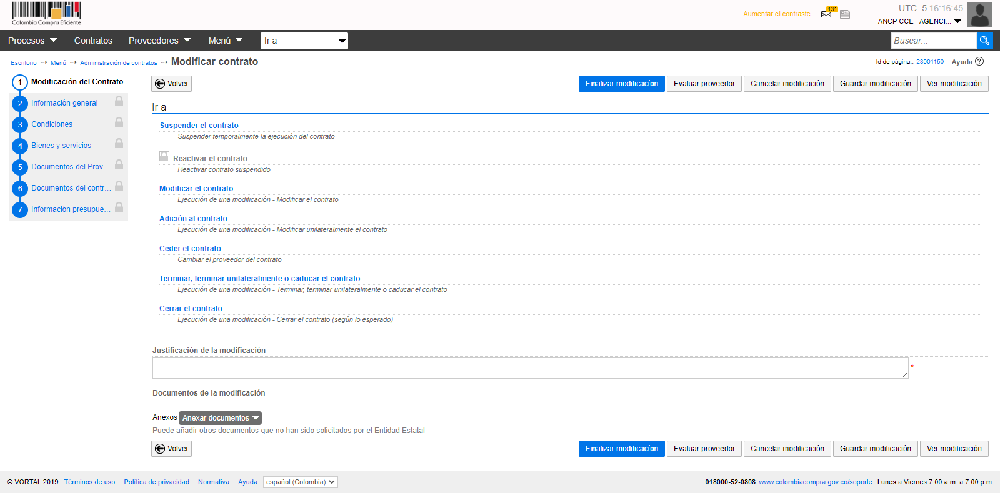 Colombia Compra Eficiente
Aumentar el contraste
131
UTC -5 16:16:45
ANCP CCE - AGENCI...
Procesos Contratos Proveedores Menú Ir a Buscar...
Escritorio → Menú → Administración de contratos → Modificar contrato
Id de página:: 23001150 Ayuda ?
1 Modificación del Contrato
2 Información general
3 Condiciones
4 Bienes y servicios
5 Documentos del Prov...
6 Documentos del contr...
7 Información presupue...
Volver Finalizar modificacíon Evaluar proveedor Cancelar modificación Guardar modificación Ver modificación
Ir a
Suspender el contrato
Suspender temporalmente la ejecución del contrato
Reactivar el contrato
Reactivar contrato suspendido
Modificar el contrato
Ejecución de una modificación - Modificar el contrato
Adición al contrato
Ejecución de una modificación - Modificar unilateralmente el contrato
Ceder el contrato
Cambiar el proveedor del contrato
Terminar, terminar unilateralmente o caducar el contrato
Ejecución de una modificación - Terminar, terminar unilateralmente o caducar el contrato
Cerrar el contrato
Ejecución de una modificación - Cerrar el contrato (según lo esperado)
Justificación de la modificación
*
Documentos de la modificación
Anexos Anexar documentos
Puede añadir otros documentos que no han sido solicitados por el Entidad Estatal
Volver Finalizar modificacíon Evaluar proveedor Cancelar modificación Guardar modificación Ver modificación
© VORTAL 2019 Términos de uso Política de privacidad Normativa Ayuda español (Colombia) 018000-52-0808 www.colombiacompra.gov.co/soporte Lunes a Viernes 7:00 a.m. a 7:00 p.m.